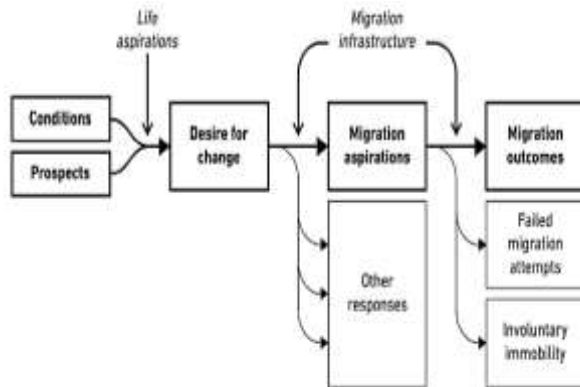 Life
aspirations
Migration
infrastructure
Conditions
Prospects
Desire for
change
Migration
aspirations
Migration
outcomes
Other
responses
Failed
migration
attempts
Involuntary
immobility